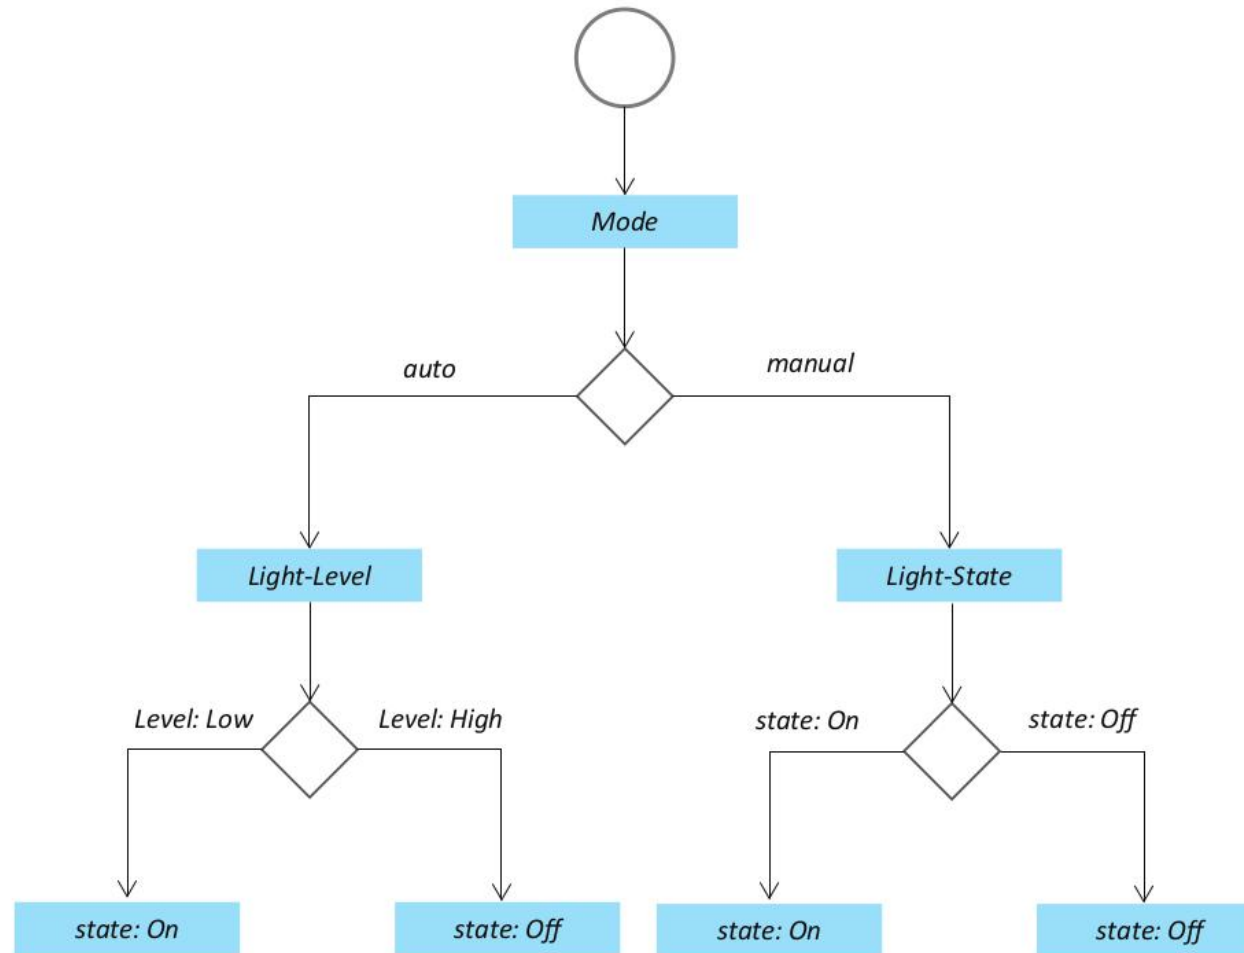 Mode
auto
manual
Light-Level
Light-State
Level: Low
Level: High
state: On
state: Off
state: On
state: Off
state: On
state: Off